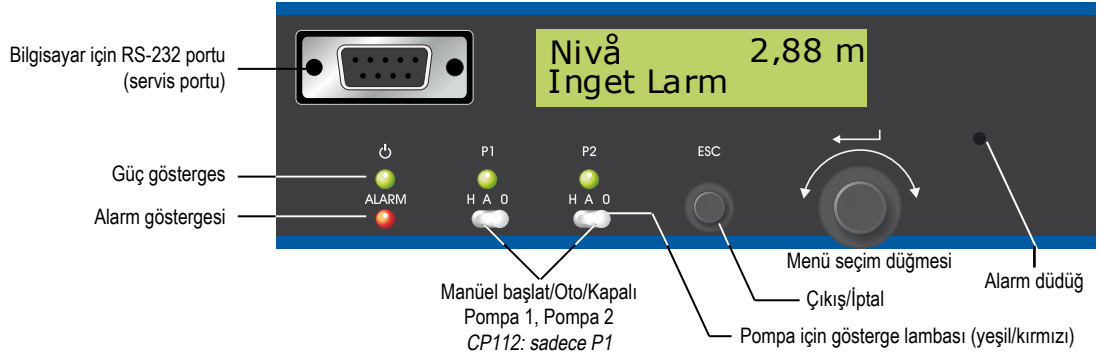 Bilgisayar için RS-232 portu
(servis portu)
Nivå 2,88 m
Inget Larm
P1 P2 ESC
Güç gösterges
ALARM H A 0 H A 0
Alarm göstergesi
Manüel başlat/Oto/Kapalı
Pompa 1, Pompa 2
CP112: sadece P1
Menü seçim düğmesi
Çıkış/İptal
Alarm düdüğ
Pompa için gösterge lambası (yeşil/kırmızı)